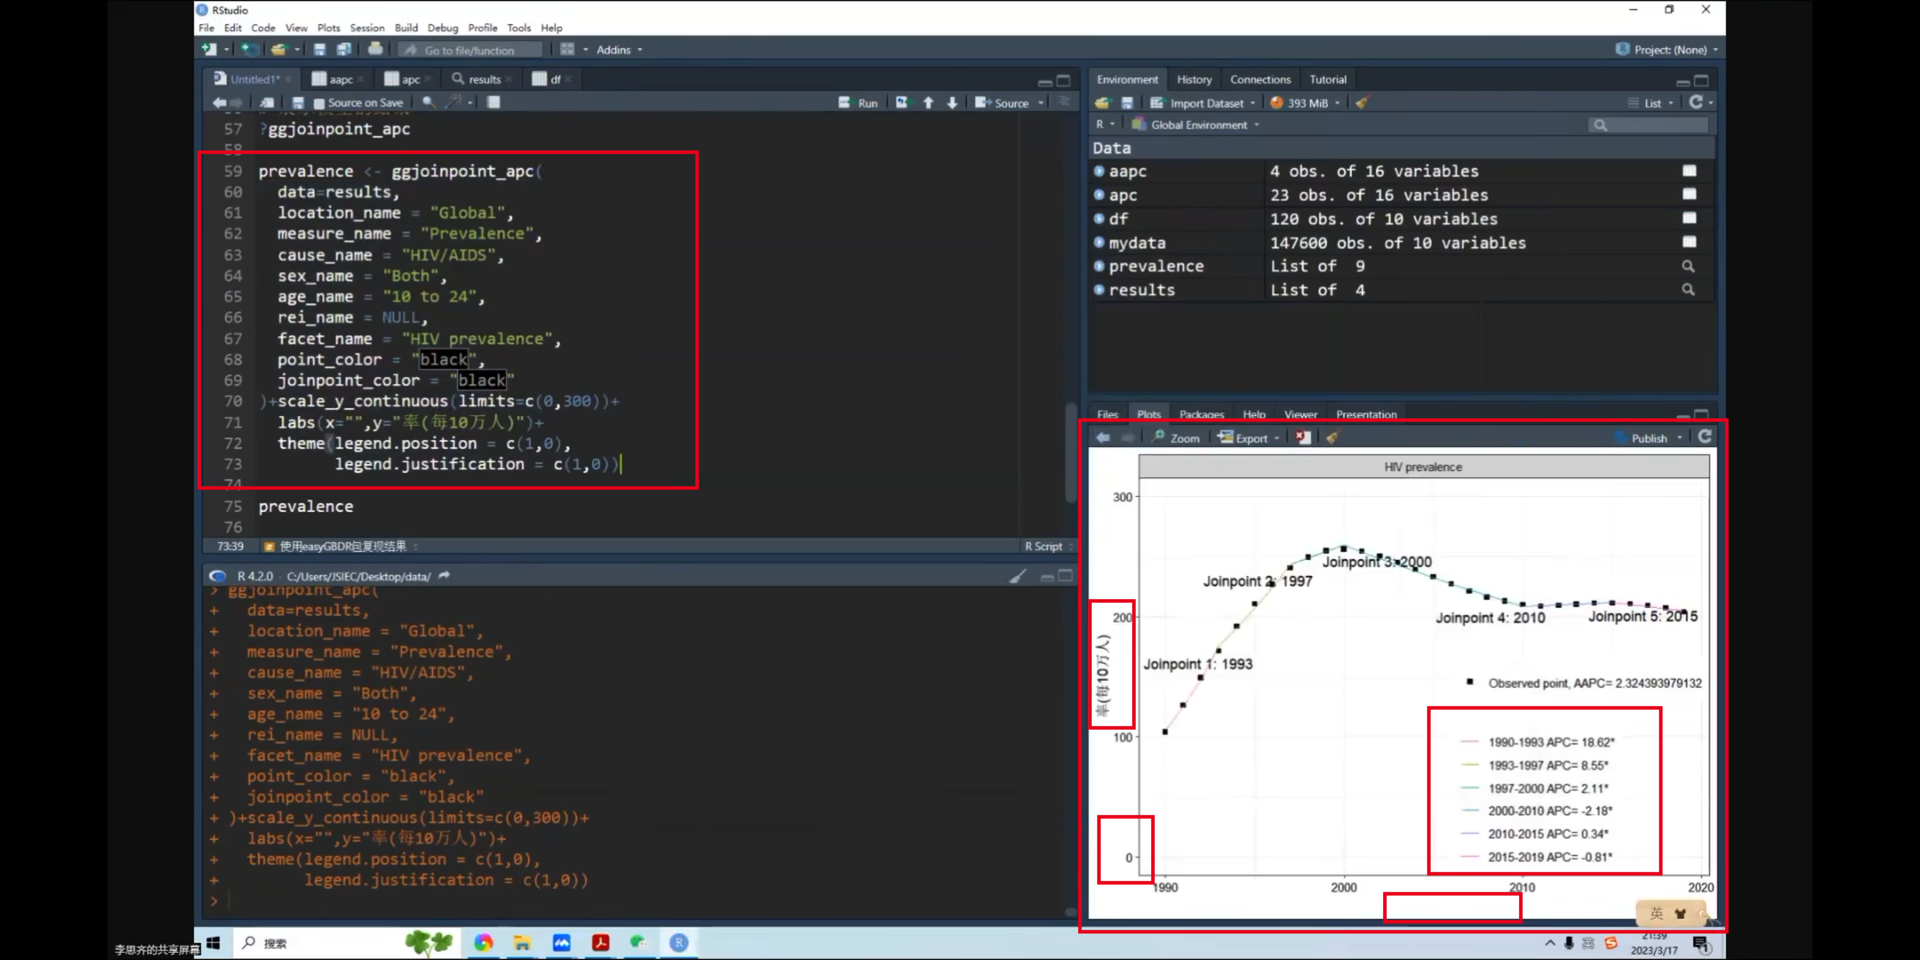 RStudio
File Edit Code View Plots Session Build Debug Profile Tools Help
Go to file/function Addins Project: (None)
Untitled1* aapc apc results df
Source on Save Run Source
57 ?ggjoinpoint_apc
58
59 prevalence <- ggjoinpoint_apc(
60 data=results,
61 location_name = "Global",
62 measure_name = "Prevalence",
63 cause_name = "HIV/AIDS",
64 sex_name = "Both",
65 age_name = "10 to 24",
66 rei_name = NULL,
67 facet_name = "HIV prevalence",
68 point_color = "black",
69 joinpoint_color = "black"
70 )+scale_y_continuous(limits=c(0,300))+
71 labs(x="",y="率(每10万人)")+
72 theme(legend.position = c(1,0),
73 legend.justification = c(1,0))
74
75 prevalence
76
73:39 使用easyGBDR包复现结果 R Script
R 4.2.0 · C:/Users/JSIEC/Desktop/data/
> ggjoinpoint_apc(
+ data=results,
+ location_name = "Global",
+ measure_name = "Prevalence",
+ cause_name = "HIV/AIDS",
+ sex_name = "Both",
+ age_name = "10 to 24",
+ rei_name = NULL,
+ facet_name = "HIV prevalence",
+ point_color = "black",
+ joinpoint_color = "black"
+ )+scale_y_continuous(limits=c(0,300))+
+ labs(x="",y="率(每10万人)")+
+ theme(legend.position = c(1,0),
+ legend.justification = c(1,0))
>
Environment History Connections Tutorial
Import Dataset 393 MiB List
R Global Environment
Data
aapc 4 obs. of 16 variables
apc 23 obs. of 16 variables
df 120 obs. of 10 variables
mydata 147600 obs. of 10 variables
prevalence List of 9
results List of 4
Files Plots Packages Help Viewer Presentation
Zoom Export Publish
HIV prevalence
300
200
100
0
率(每10万人)
Joinpoint 1: 1993
Joinpoint 2: 1997
Joinpoint 3: 2000
Joinpoint 4: 2010
Joinpoint 5: 2015
Observed point, AAPC= 2.324393979132
1990-1993 APC= 18.62*
1993-1997 APC= 8.55*
1997-2000 APC= 2.11*
2000-2010 APC= -2.18*
2010-2015 APC= 0.34*
2015-2019 APC= -0.81*
1990 2000 2010 2020
英
李思齐的共享屏幕
搜索
21:39
2023/3/17